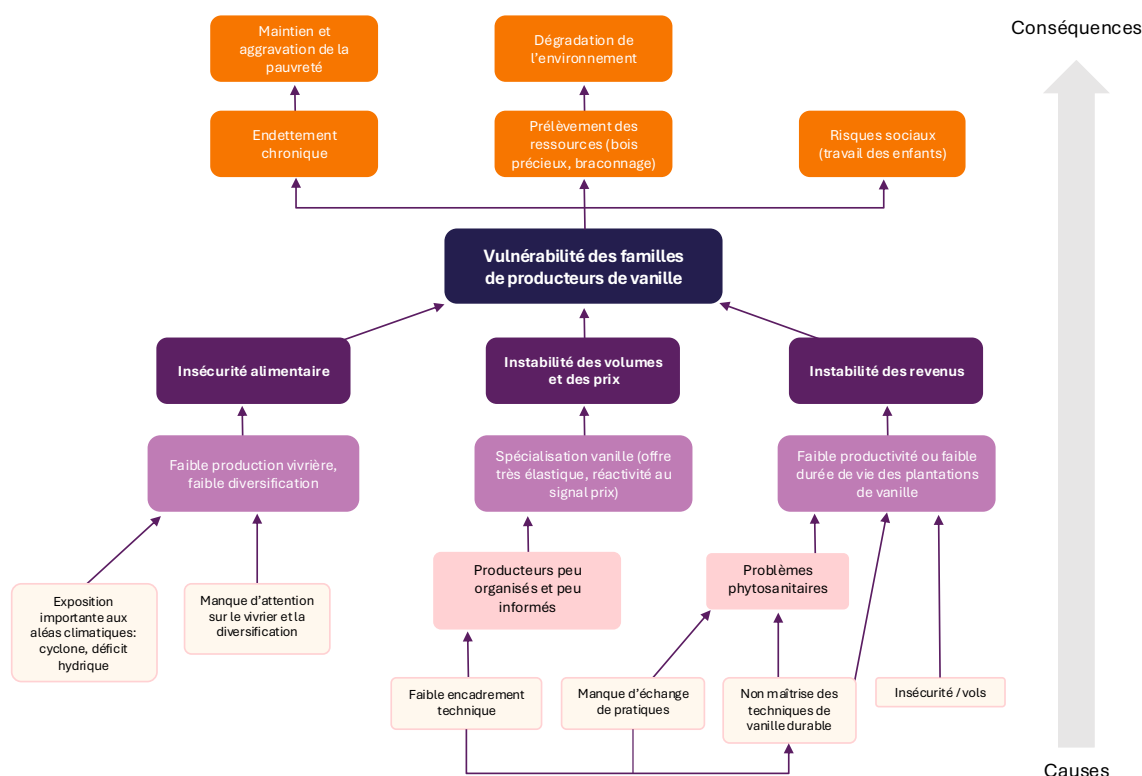 Conséquences
Maintien et
aggravation de la
pauvreté
Dégradation de
l’environnement
Endettement
chronique
Prélèvement des
ressources (bois
précieux, braconnage)
Risques sociaux
(travail des enfants)
Vulnérabilité des familles
de producteurs de vanille
Insécurité alimentaire
Instabilité des volumes
et des prix
Instabilité des revenus
Faible production vivrière,
faible diversification
Spécialisation vanille (offre
très élastique, réactivité au
signal prix)
Faible productivité ou faible
durée de vie des plantations
de vanille
Producteurs peu
organisés et peu
informés
Problèmes
phytosanitaires
Exposition
importante aux
aléas climatiques:
cyclone, déficit
hydrique
Manque d’attention
sur le vivrier et la
diversification
Faible encadrement
technique
Manque d’échange
de pratiques
Non maîtrise des
techniques de
vanille durable
Insécurité / vols
Causes